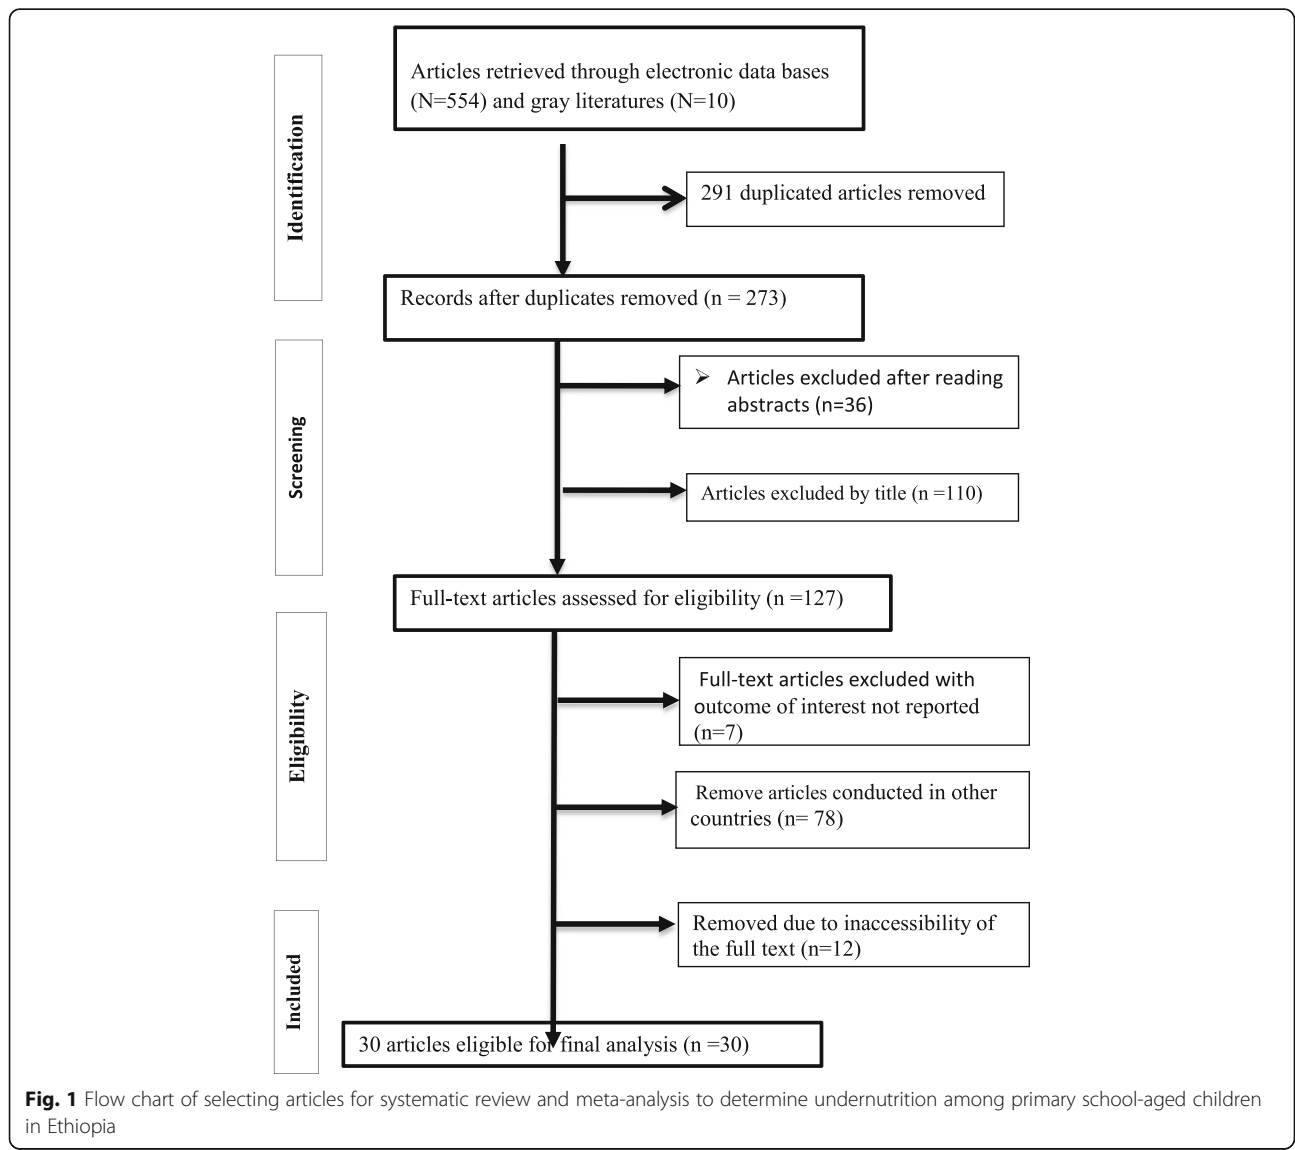 Articles retrieved through electronic data bases
(N=554) and gray literatures (N=10)
Identification
291 duplicated articles removed
Records after duplicates removed (n = 273)
Screening
➢ Articles excluded after reading
abstracts (n=36)
Articles excluded by title (n =110)
Full-text articles assessed for eligibility (n =127)
Eligibility
Full-text articles excluded with
outcome of interest not reported
(n=7)
Remove articles conducted in other
countries (n= 78)
Included
Removed due to inaccessibility of
the full text (n=12)
30 articles eligible for final analysis (n =30)
Fig. 1 Flow chart of selecting articles for systematic review and meta-analysis to determine undernutrition among primary school-aged children
in Ethiopia